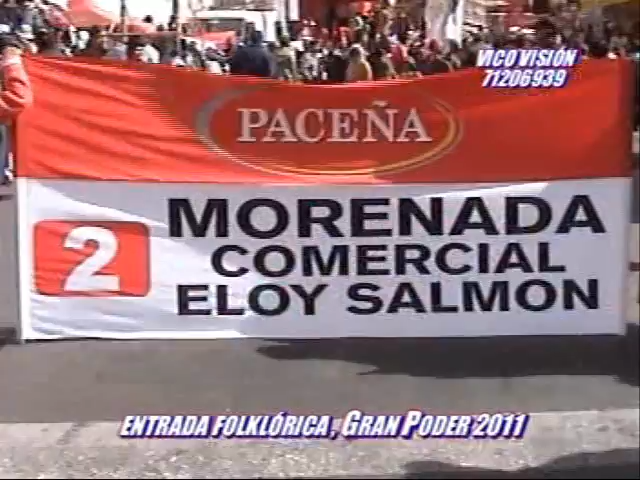 VICO VISIÓN
71206939
PACEÑA
2
MORENADA
COMERCIAL
ELOY SALMON
ENTRADA FOLKLÓRICA, GRAN PODER 2011